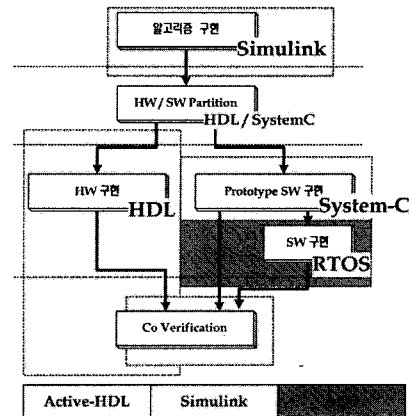 알고리즘 구현
Simulink
HW/SW Partition
HDL/SystemC
HW 구현
HDL
Prototype SW 구현
System-C
SW 구현
RTOS
Co Verification
Active-HDL
Simulink